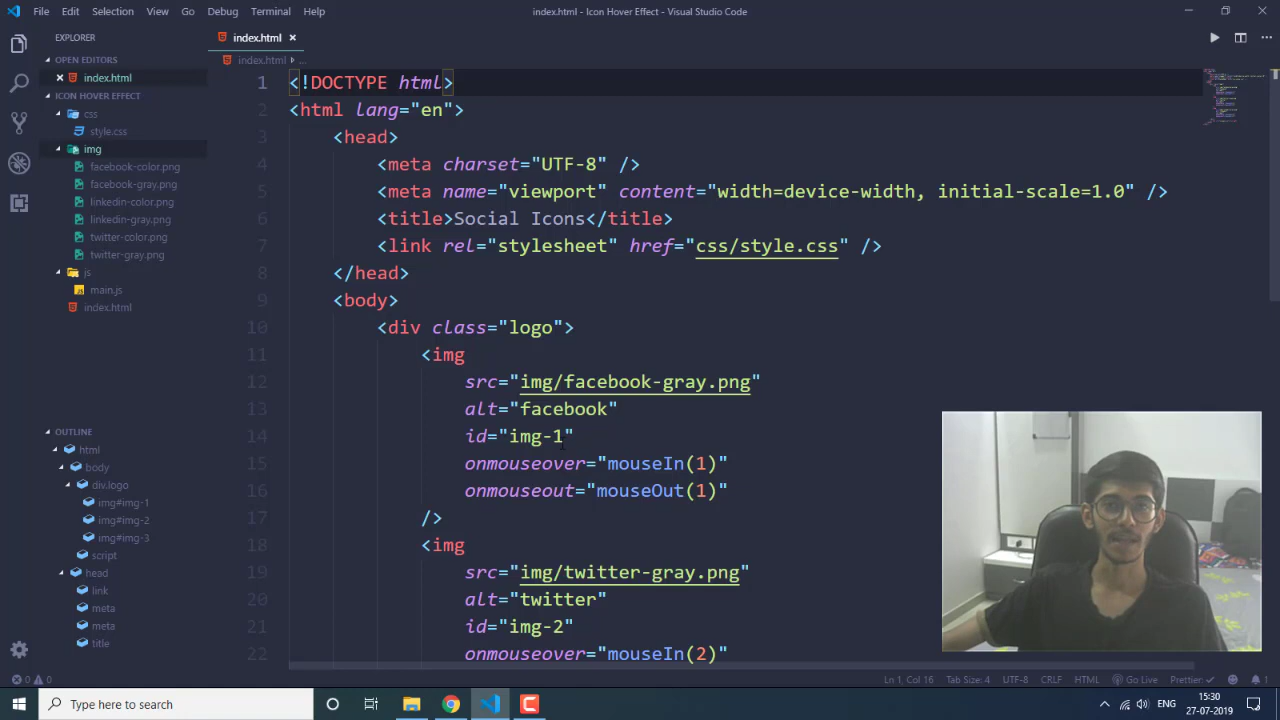 File Edit Selection View Go Debug Terminal Help
index.html - Icon Hover Effect - Visual Studio Code
EXPLORER
OPEN EDITORS
index.html
ICON HOVER EFFECT
css
style.css
img
facebook-color.png
facebook-gray.png
linkedin-color.png
linkedin-gray.png
twitter-color.png
twitter-gray.png
js
main.js
index.html
OUTLINE
html
body
div.logo
img#img-1
img#img-2
img#img-3
script
head
link
meta
meta
title
index.html
index.html ...
1 <!DOCTYPE html>
2 <html lang="en">
3 <head>
4 <meta charset="UTF-8" />
5 <meta name="viewport" content="width=device-width, initial-scale=1.0" />
6 <title>Social Icons</title>
7 <link rel="stylesheet" href="css/style.css" />
8 </head>
9 <body>
10 <div class="logo">
11 <img
12 src="img/facebook-gray.png"
13 alt="facebook"
14 id="img-1"
15 onmouseover="mouseIn(1)"
16 onmouseout="mouseOut(1)"
17 />
18 <img
19 src="img/twitter-gray.png"
20 alt="twitter"
21 id="img-2"
22 onmouseover="mouseIn(2)"
0 0
Ln 1, Col 16 Tab Size: 4 UTF-8 CRLF HTML Go Live Prettier: ✓ 1
Type here to search
ENG
15:30
27-07-2019